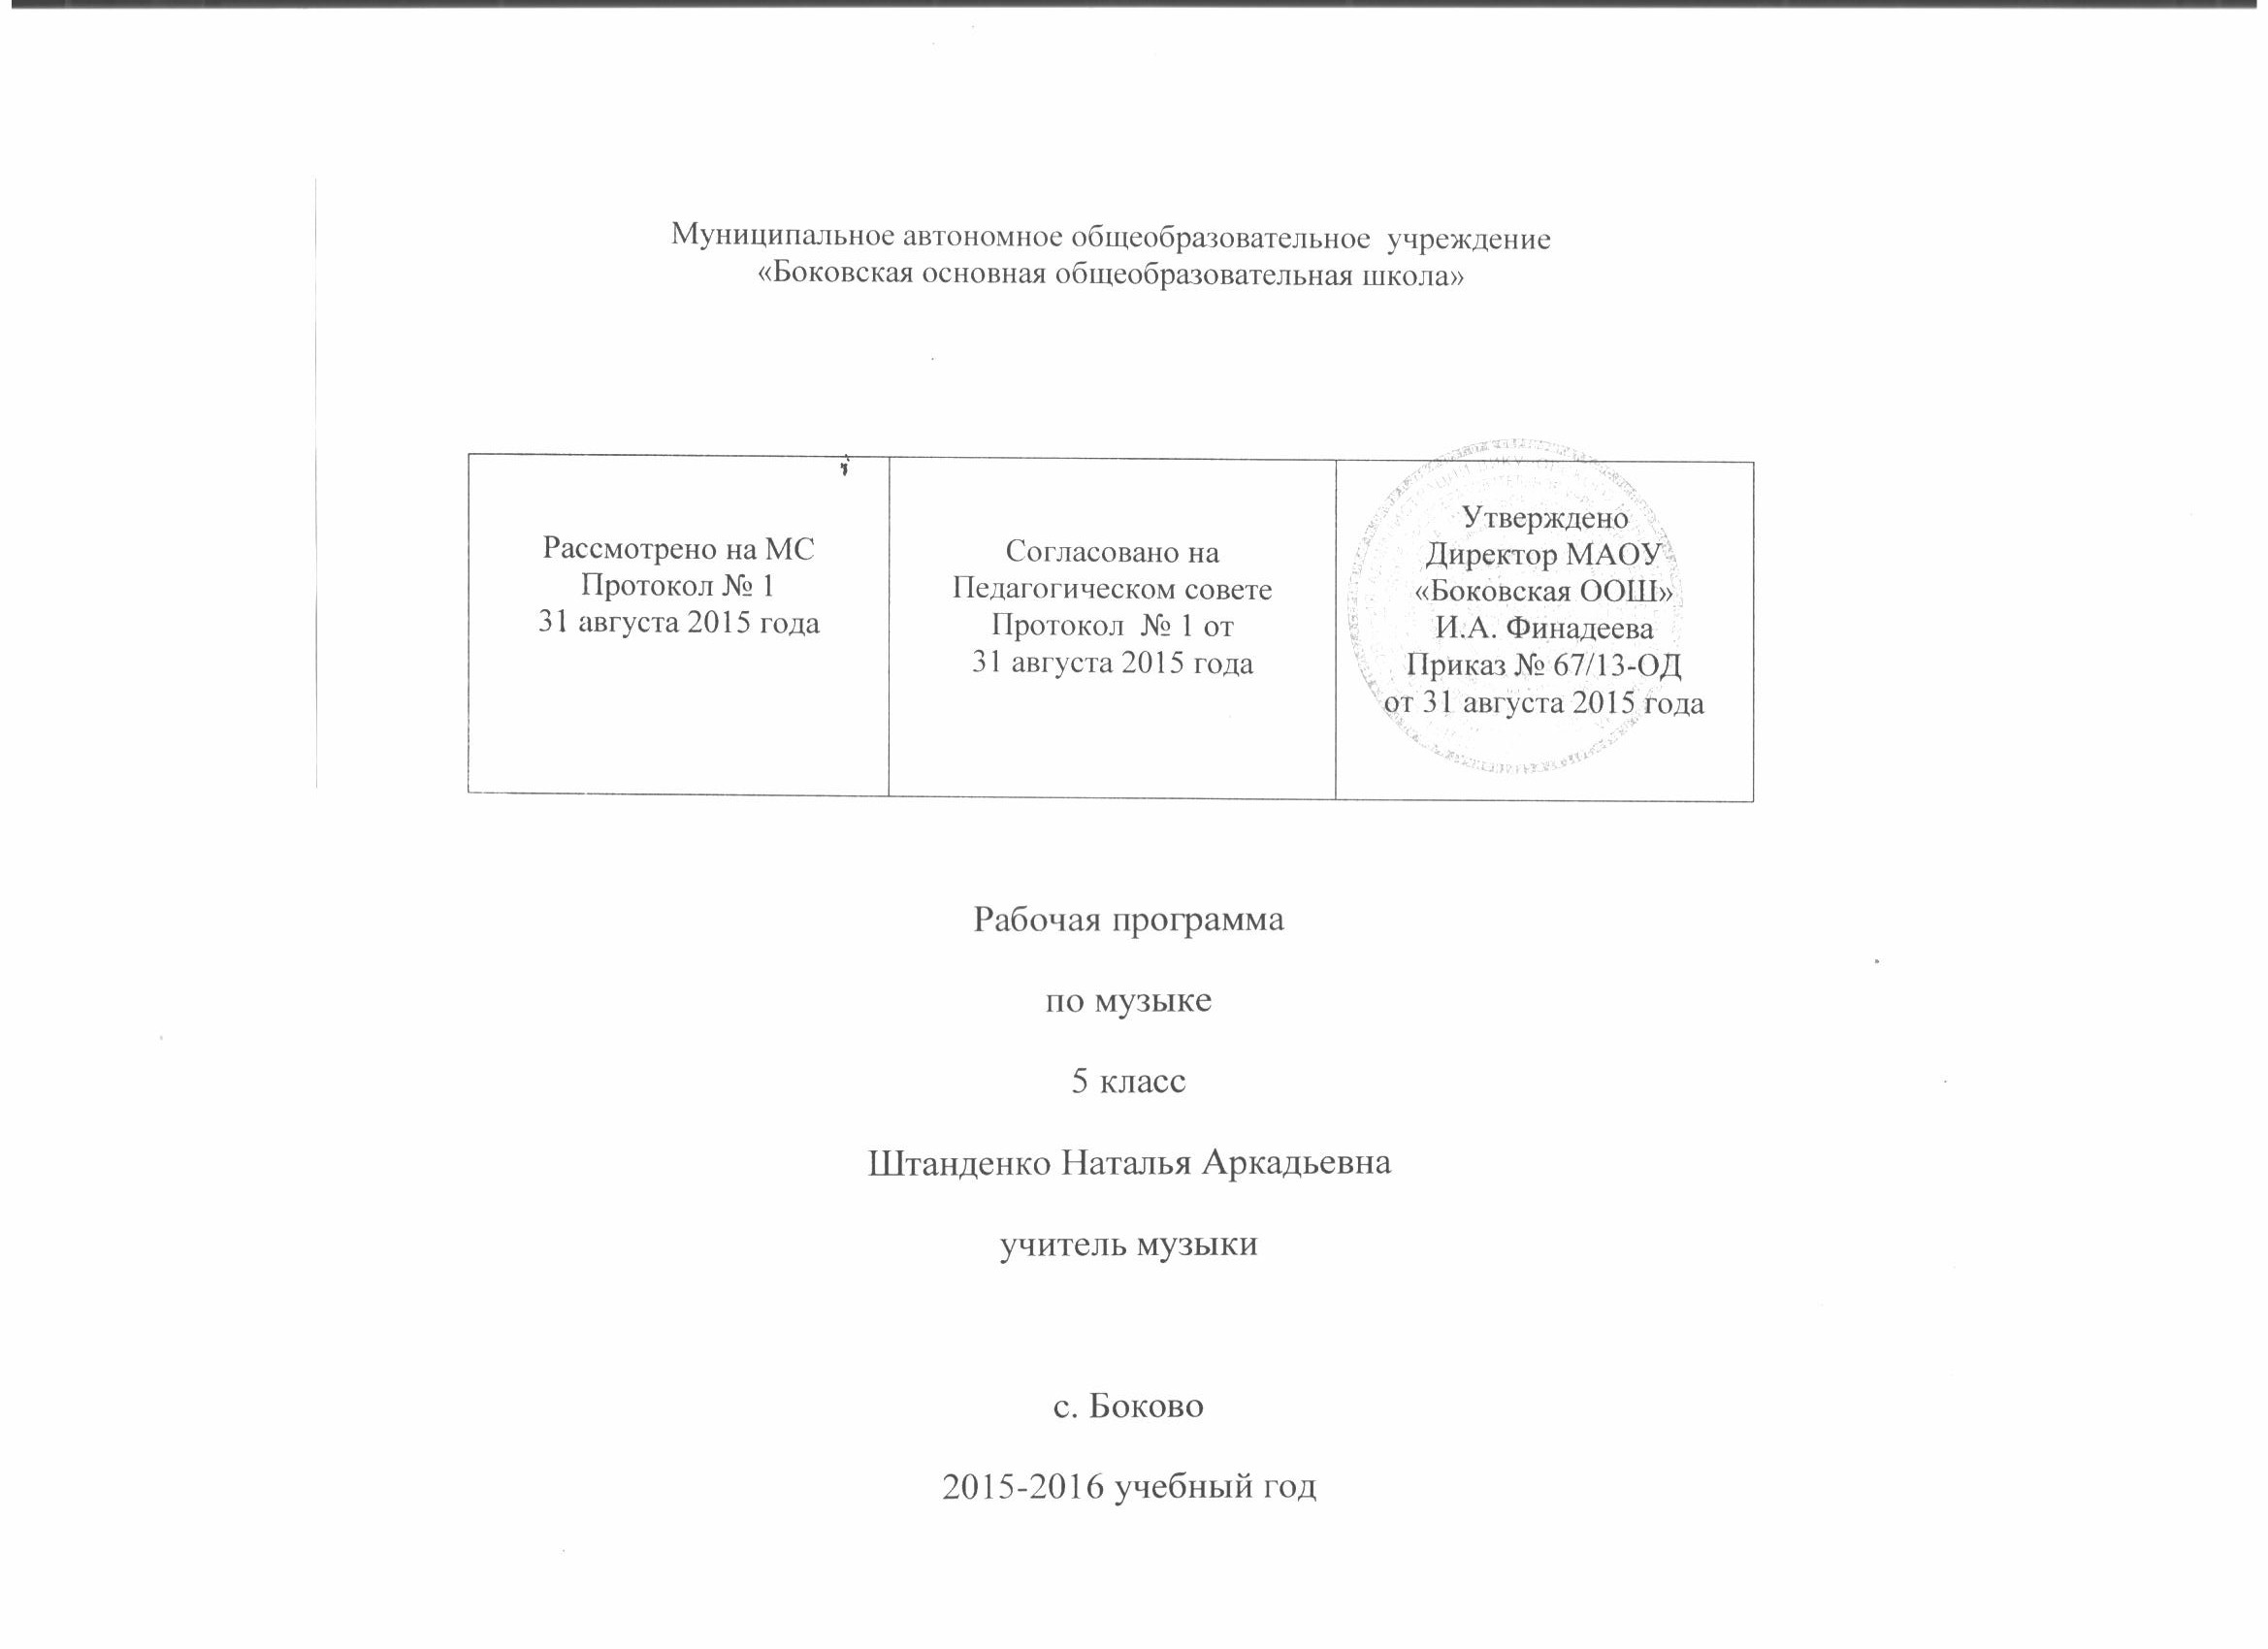 Муниципальное автономное общеобразовательное учреждение
«Боковская основная общеобразовательная школа»
Рассмотрено на МС
Протокол № 1
31 августа 2015 года
Согласовано на
Педагогическом совете
Протокол № 1 от
31 августа 2015 года
Утверждено
Директор МАОУ
«Боковская ООШ»
И.А. Финадеева
Приказ № 67/13-ОД
от 31 августа 2015 года
Рабочая программа
по музыке
5 класс
Штанденко Наталья Аркадьевна
учитель музыки
с. Боково
2015-2016 учебный год